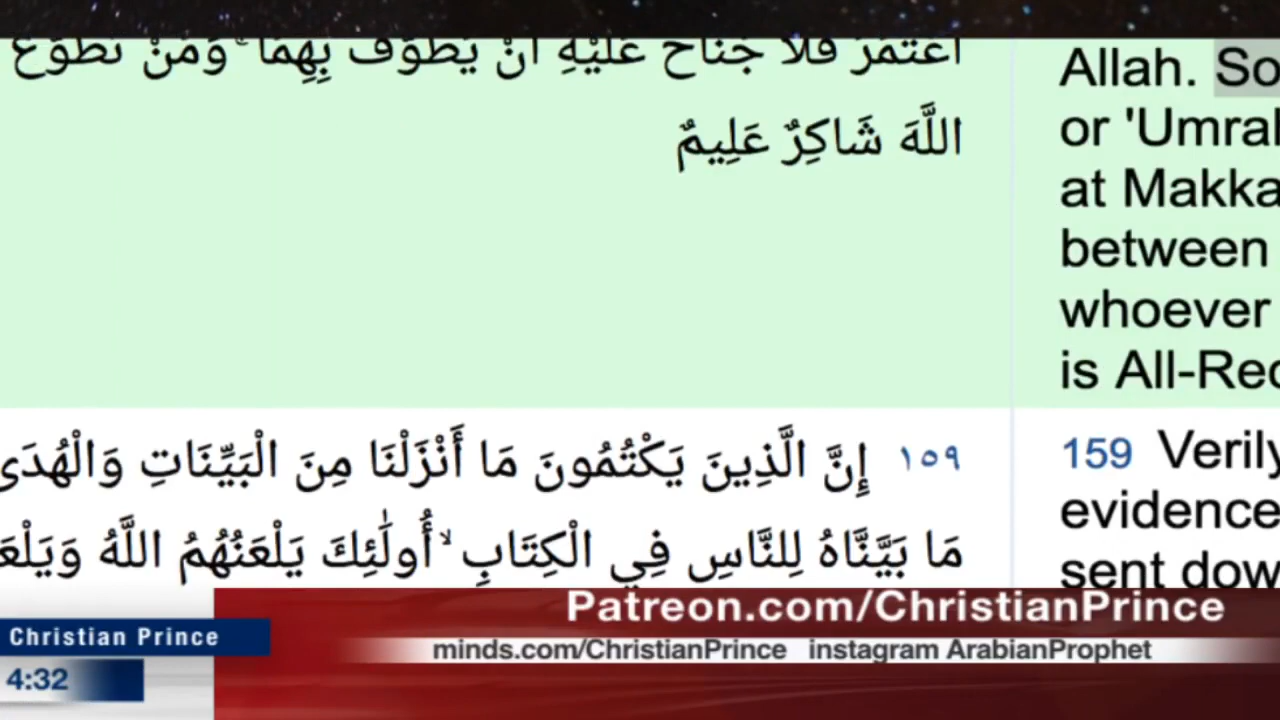 اعْتَمَرَ فَلَا جُنَاحَ عَلَيْهِ أَنْ يَطَّوَّفَ بِهِمَا ۚ وَمَنْ تَطَوَّعَ
اللَّهَ شَاكِرٌ عَلِيمٌ
Allah. So
or 'Umrah
at Makka
between
whoever
is All-Rec
١٥٩ إِنَّ الَّذِينَ يَكْتُمُونَ مَا أَنْزَلْنَا مِنَ الْبَيِّنَاتِ وَالْهُدَى
مَا بَيَّنَّاهُ لِلنَّاسِ فِي الْكِتَابِ ۙ أُولَٰئِكَ يَلْعَنُهُمُ اللَّهُ وَيَلْعَ
159 Verily
evidence
sent dow
Patreon.com/ChristianPrince
Christian Prince
minds.com/ChristianPrince instagram ArabianProphet
4:32